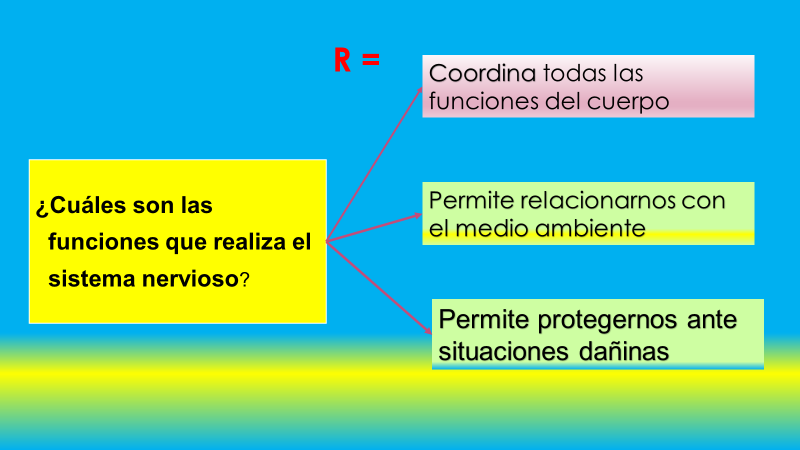 R =
¿Cuáles son las
funciones que realiza el
sistema nervioso?
Coordina todas las
funciones del cuerpo
Permite relacionarnos con
el medio ambiente
Permite protegernos ante
situaciones dañinas